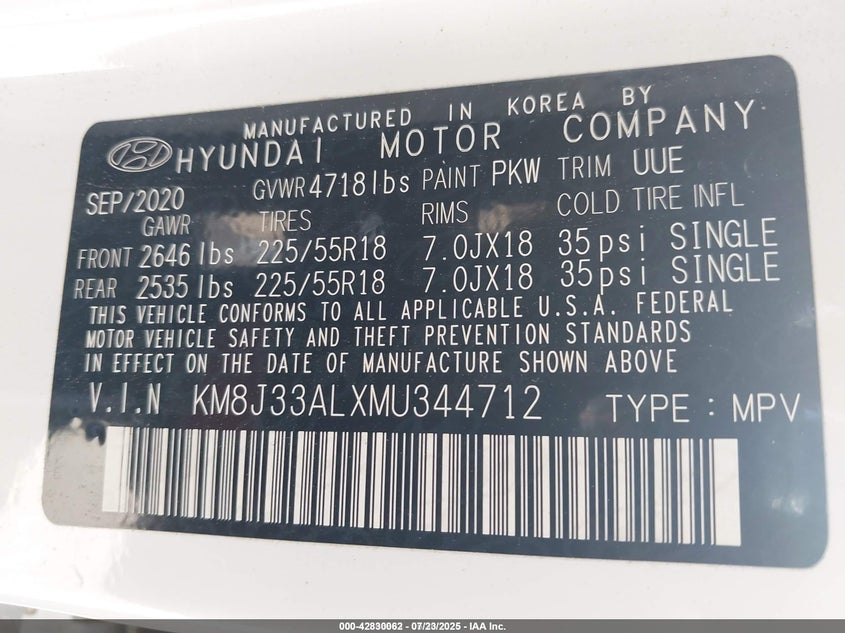 MANUFACTURED IN KOREA BY
HYUNDAI MOTOR COMPANY
SEP/2020 GVWR 4718 lbs PAINT PKW TRIM UUE
GAWR TIRES RIMS COLD TIRE INFL
FRONT 2646 lbs 225/55R18 7.0JX18 35psi SINGLE
REAR 2535 lbs 225/55R18 7.0JX18 35psi SINGLE
THIS VEHICLE CONFORMS TO ALL APPLICABLE U.S.A. FEDERAL
MOTOR VEHICLE SAFETY AND THEFT PREVENTION STANDARDS
IN EFFECT ON THE DATE OF MANUFACTURE SHOWN ABOVE
V.I.N KM8J33ALXMU344712 TYPE : MPV
000-42830062 - 07/23/2025 - IAA Inc.